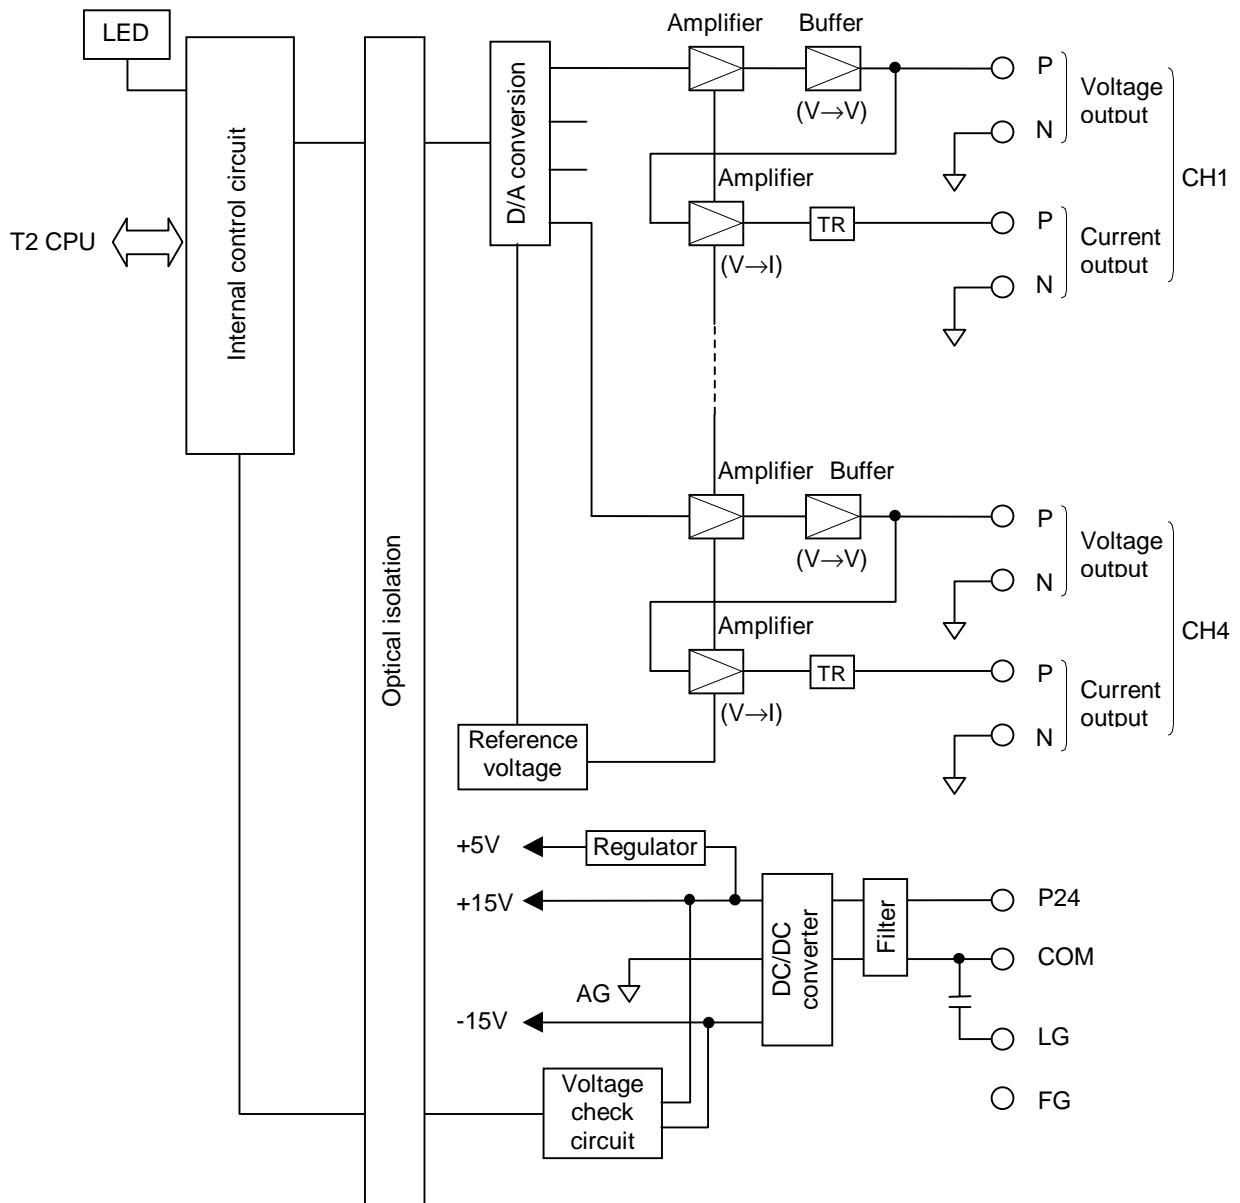 LED
Internal control circuit
T2 CPU
Optical isolation
D/A conversion
Amplifier
Buffer
(V→V)
Amplifier
(V→I)
TR
P
N
Voltage
output
P
N
Current
output
CH1
Amplifier
Buffer
(V→V)
Amplifier
(V→I)
TR
P
N
Voltage
output
P
N
Current
output
CH4
Reference
voltage
+5V
Regulator
+15V
AG
-15V
DC/DC
converter
Filter
P24
COM
LG
FG
Voltage
check
circuit